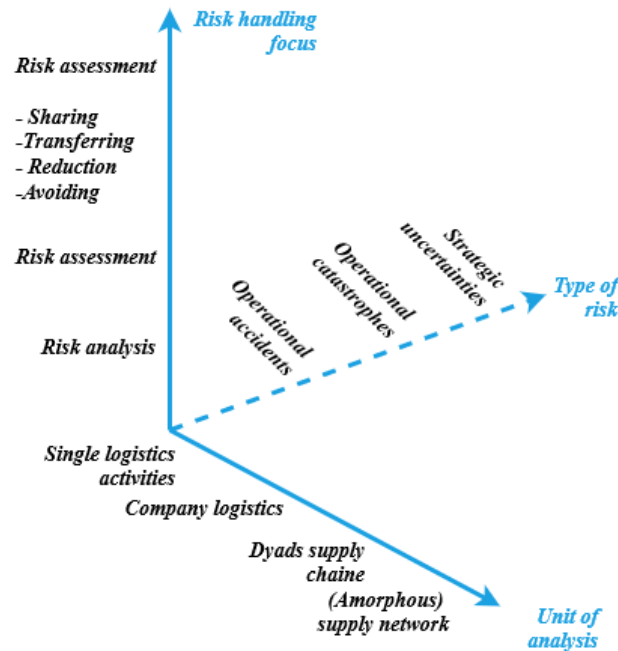 Risk handling
focus
Risk assessment
- Sharing
-Transferring
- Reduction
-Avoiding
Risk assessment
Risk analysis
Operational
accidents
Operational
catastrophes
Strategic
uncertainties
Type of
risk
Single logistics
activities
Company logistics
Dyads supply
chaine
(Amorphous)
supply network
Unit of
analysis